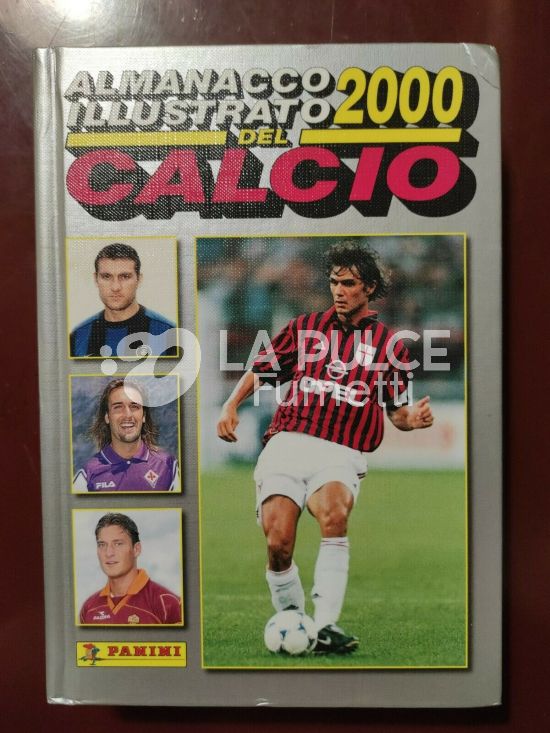 ALMANACCO
ILLUSTRATO 2000
DEL
CALCIO
LA PULCE
Fumetti
OPEL
FILA
PANINI